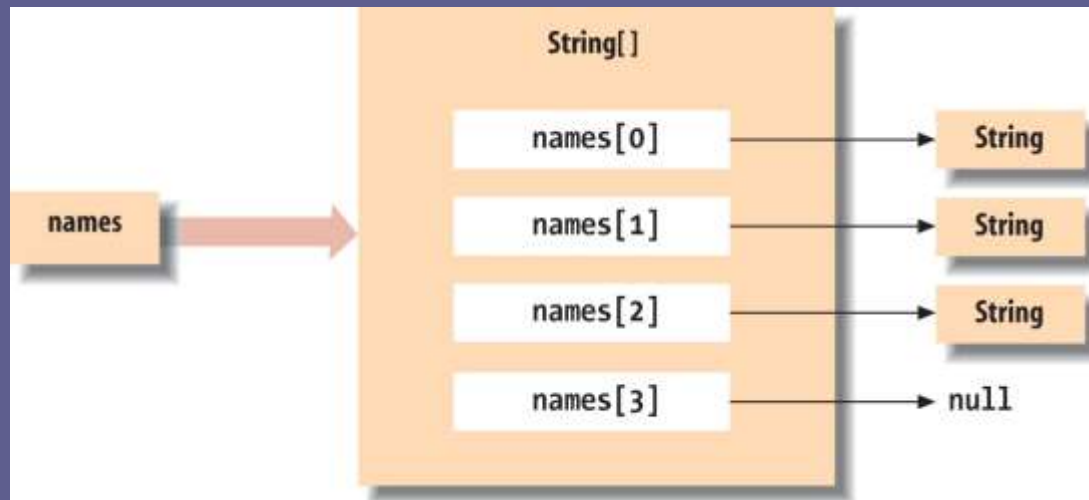 String[]
names[0]
String
names
names[1]
String
names[2]
String
names[3]
null